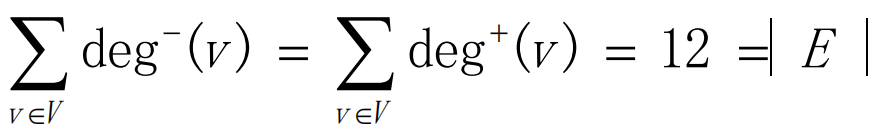 ∑_{v∈V} deg⁻(v) = ∑_{v∈V} deg⁺(v) = 12 =| E |